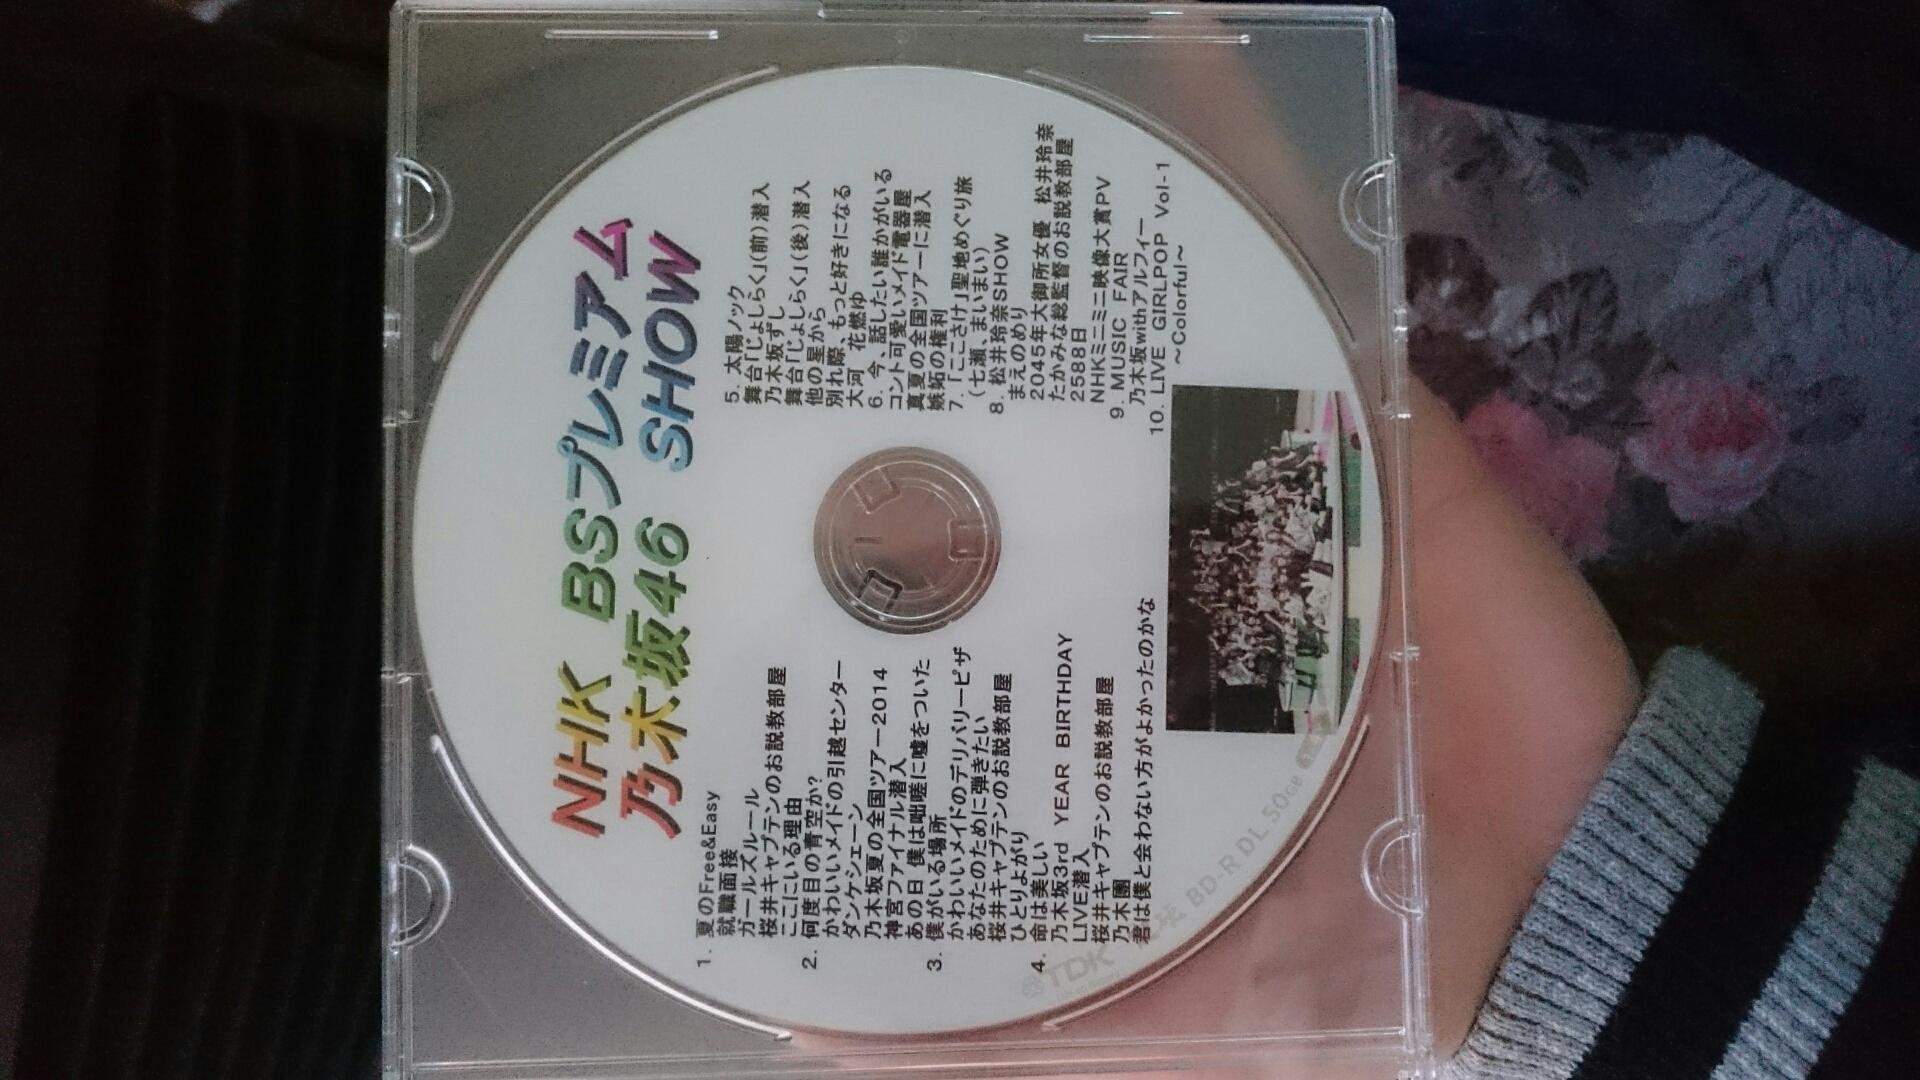 NHK BSプレミアム
乃木坂46 SHOW
1. 夏のFree&Easy
就職面接
ガールズルール
桜井キャプテンのお説教部屋
ここにいる理由
2. 何度目の青空か?
かわいいメイドの引越センター
ダンケシェーン
乃木坂夏の全国ツアー2014
神宮ファイナル潜入
あの日 僕は咄嗟に嘘をついた
3. 僕がいる場所
かわいいメイドのデリバリーピザ
あなたのために弾きたい
桜井キャプテンのお説教部屋
ひとりよがり
4. 命は美しい
乃木坂3rd YEAR BIRTHDAY
LIVE潜入
桜井キャプテンのお説教部屋
乃木團
君は僕と会わない方がよかったのかな
5. 太陽ノック
舞台「じょしらく」(前)潜入
乃木坂ずし
舞台「じょしらく」(後)潜入
他の星から
別れ際、もっと好きになる
大河 花燃ゆ
6. 今、話したい誰かがいる
コント可愛いメイド電器屋
真夏の全国ツアーに潜入
嫉妬の権利
7. 「ここさけ」聖地めぐり旅
(七瀬、まいまい)
8. 松井玲奈SHOW
まえのめり
2045年大御所女優 松井玲奈
たかみな総監督のお説教部屋
2588日
NHKミニミニ映像大賞PV
9. MUSIC FAIR
乃木坂withアルフィー
10. LIVE GIRLPOP Vol-1
~Colorful~
TDK
BD-R DL 50GB